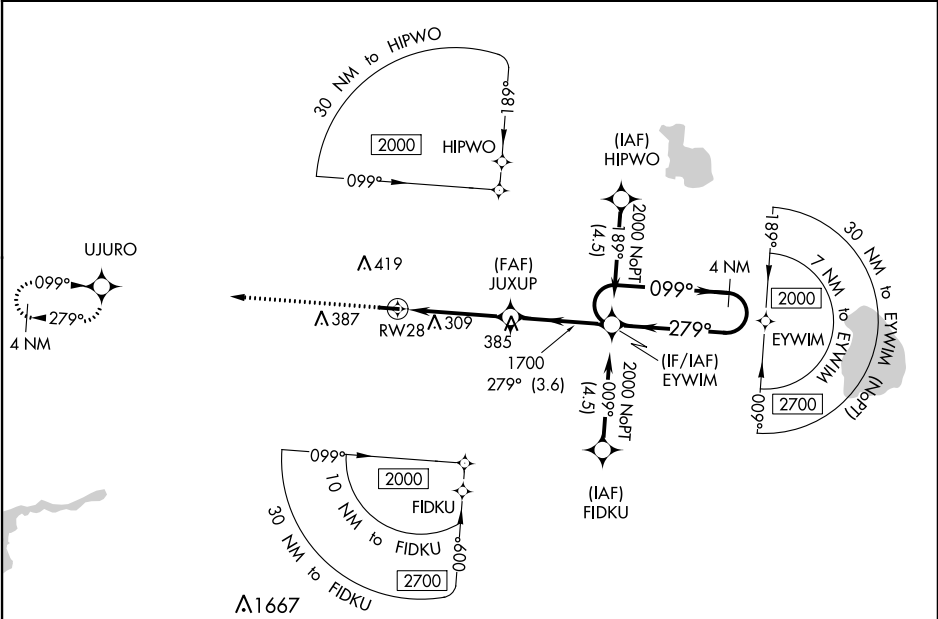 30 NM to HIPWO
189°
2000
HIPWO
099°
(IAF)
HIPWO
2000 NoPT
189°
(4.5)
30 NM to EYWIM (NoPT)
189°
7 NM to EYWIM
2000
EYWIM
2700
009°
UJURO
099°
279°
4 NM
419
387
RW28
309
(FAF)
JUXUP
385
1700
279° (3.6)
4 NM
099°
279°
(IF/IAF)
EYWIM
2000 NoPT
009°
(4.5)
(IAF)
FIDKU
099°
2000
FIDKU
10 NM to FIDKU
009°
2700
30 NM to FIDKU
1667